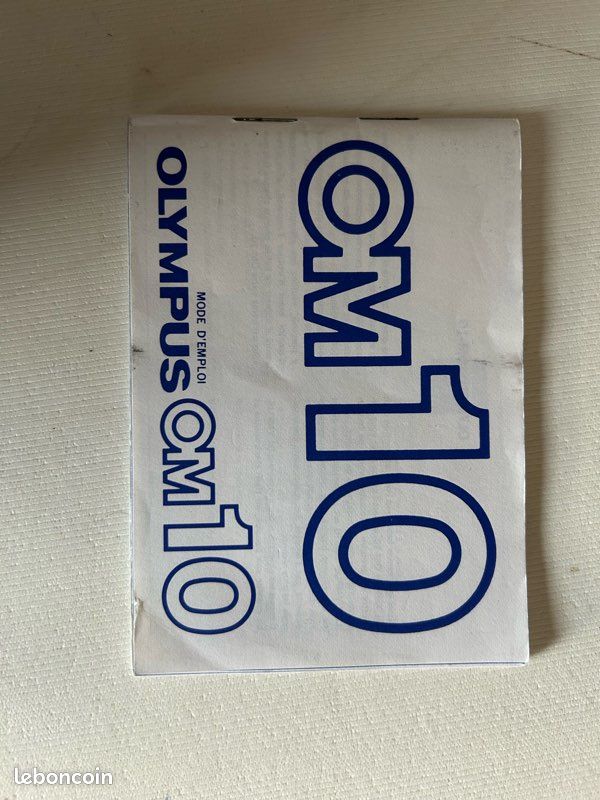 OM10
MODE D'EMPLOI
OLYMPUS OM10
leboncoin